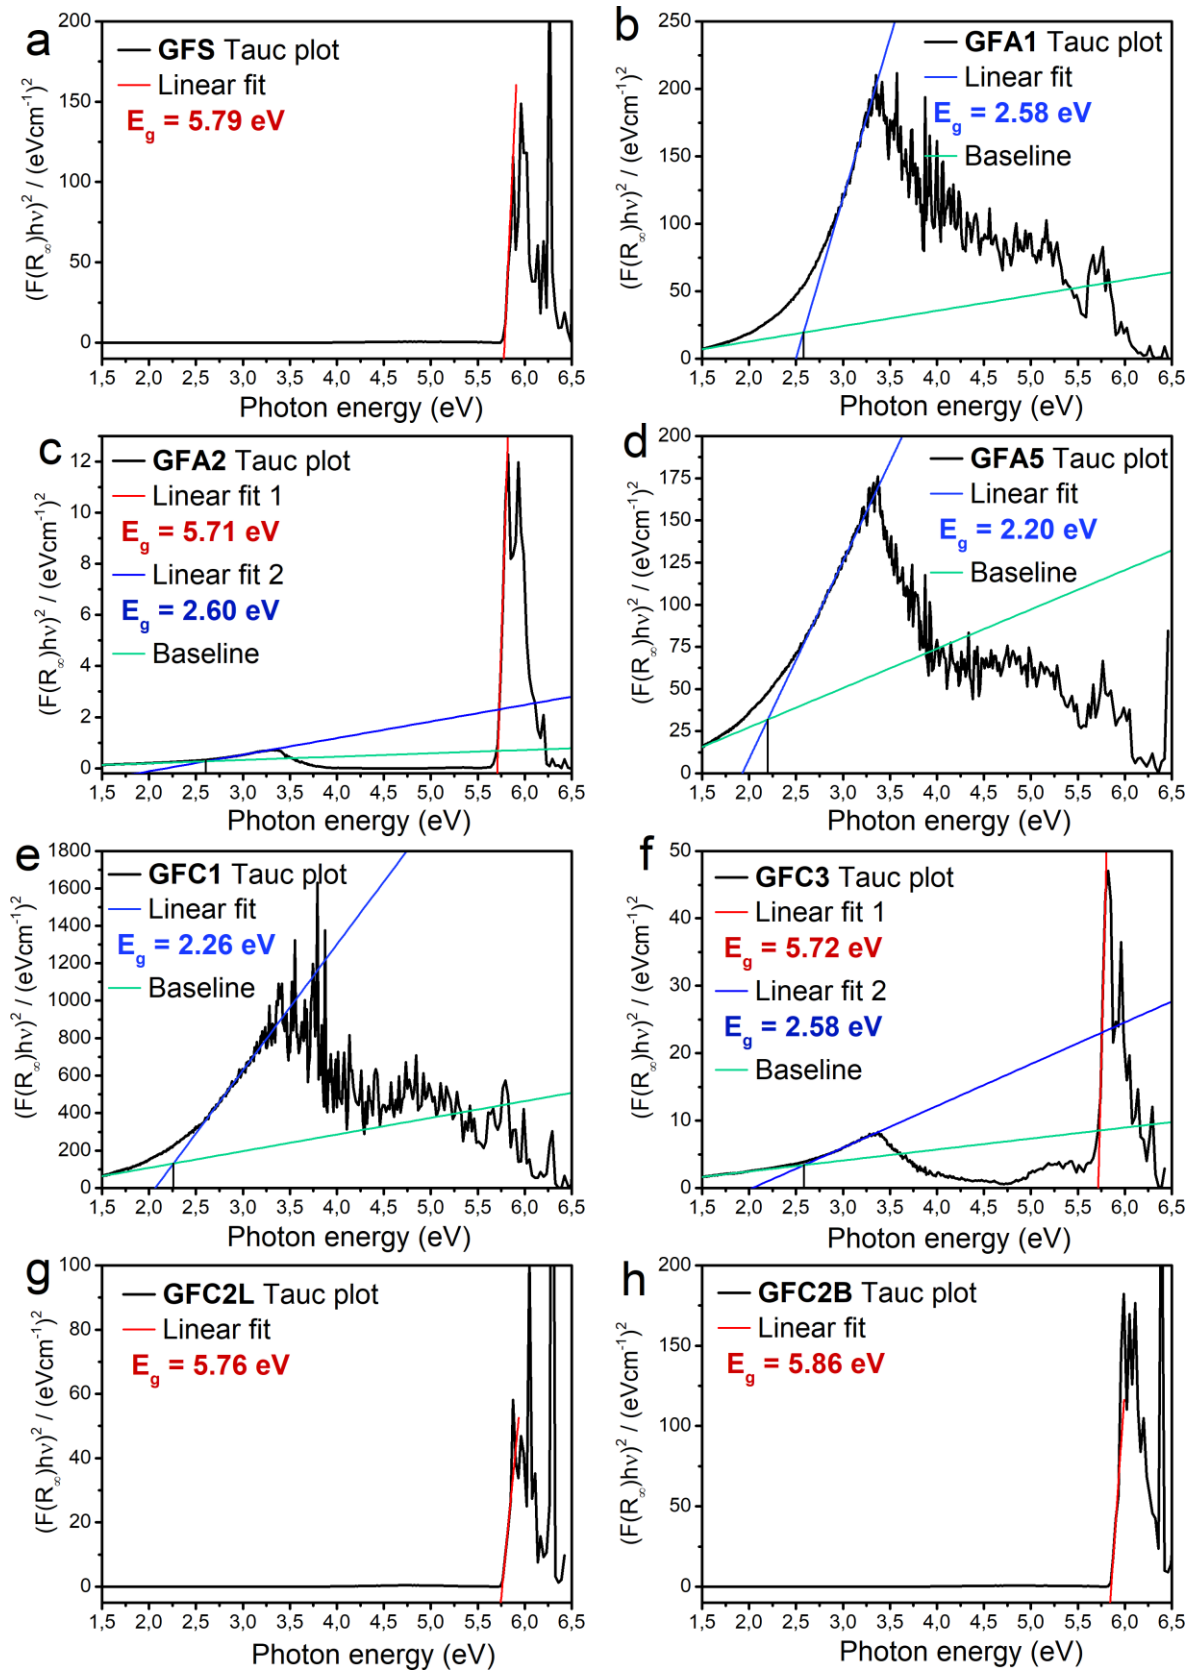 a
GFS Tauc plot
Linear fit
E_g = 5.79 eV
(F(R_∞)hν)² / (eVcm⁻¹)²
200
150
100
50
0
1,5 2,0 2,5 3,0 3,5 4,0 4,5 5,0 5,5 6,0 6,5
Photon energy (eV)
b
GFA1 Tauc plot
Linear fit
E_g = 2.58 eV
Baseline
(F(R_∞)hν)² / (eVcm⁻¹)²
250
200
150
100
50
0
1,5 2,0 2,5 3,0 3,5 4,0 4,5 5,0 5,5 6,0 6,5
Photon energy (eV)
c
GFA2 Tauc plot
Linear fit 1
E_g = 5.71 eV
Linear fit 2
E_g = 2.60 eV
Baseline
(F(R_∞)hν)² / (eVcm⁻¹)²
12
10
8
6
4
2
0
1,5 2,0 2,5 3,0 3,5 4,0 4,5 5,0 5,5 6,0 6,5
Photon energy (eV)
d
GFA5 Tauc plot
Linear fit
E_g = 2.20 eV
Baseline
(F(R_∞)hν)² / (eVcm⁻¹)²
200
175
150
125
100
75
50
25
0
1,5 2,0 2,5 3,0 3,5 4,0 4,5 5,0 5,5 6,0 6,5
Photon energy (eV)
e
GFC1 Tauc plot
Linear fit
E_g = 2.26 eV
Baseline
(F(R_∞)hν)² / (eVcm⁻¹)²
1800
1600
1400
1200
1000
800
600
400
200
0
1,5 2,0 2,5 3,0 3,5 4,0 4,5 5,0 5,5 6,0 6,5
Photon energy (eV)
f
GFC3 Tauc plot
Linear fit 1
E_g = 5.72 eV
Linear fit 2
E_g = 2.58 eV
Baseline
(F(R_∞)hν)² / (eVcm⁻¹)²
50
40
30
20
10
0
1,5 2,0 2,5 3,0 3,5 4,0 4,5 5,0 5,5 6,0 6,5
Photon energy (eV)
g
GFC2L Tauc plot
Linear fit
E_g = 5.76 eV
(F(R_∞)hν)² / (eVcm⁻¹)²
100
80
60
40
20
0
1,5 2,0 2,5 3,0 3,5 4,0 4,5 5,0 5,5 6,0 6,5
Photon energy (eV)
h
GFC2B Tauc plot
Linear fit
E_g = 5.86 eV
(F(R_∞)hν)² / (eVcm⁻¹)²
200
150
100
50
0
1,5 2,0 2,5 3,0 3,5 4,0 4,5 5,0 5,5 6,0 6,5
Photon energy (eV)